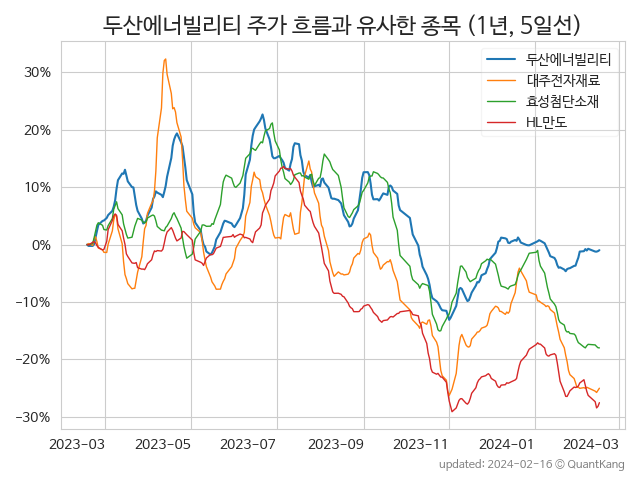 두산에너빌리티 주가 흐름과 유사한 종목 (1년, 5일선)
두산에너빌리티
대주전자재료
효성첨단소재
HL만도
30%
20%
10%
0%
−10%
−20%
−30%
2023-03 2023-05 2023-07 2023-09 2023-11 2024-01 2024-03
updated: 2024-02-16 © QuantKang